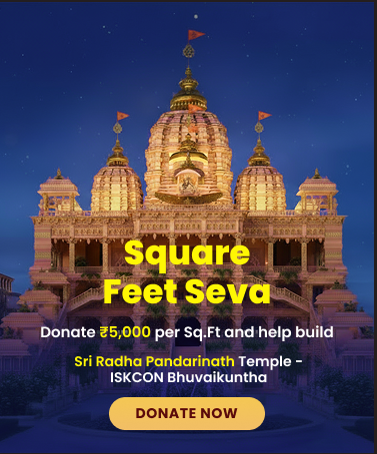 Square
Feet Seva
Donate ₹5,000 per Sq.Ft and help build
Sri Radha Pandarinath Temple -
ISKCON Bhuvaikuntha
DONATE NOW